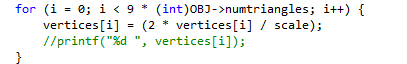 for (i = 0; i < 9 * (int)OBJ->numtriangles; i++) {
vertices[i] = (2 * vertices[i] / scale);
//printf("%d ", vertices[i]);
}